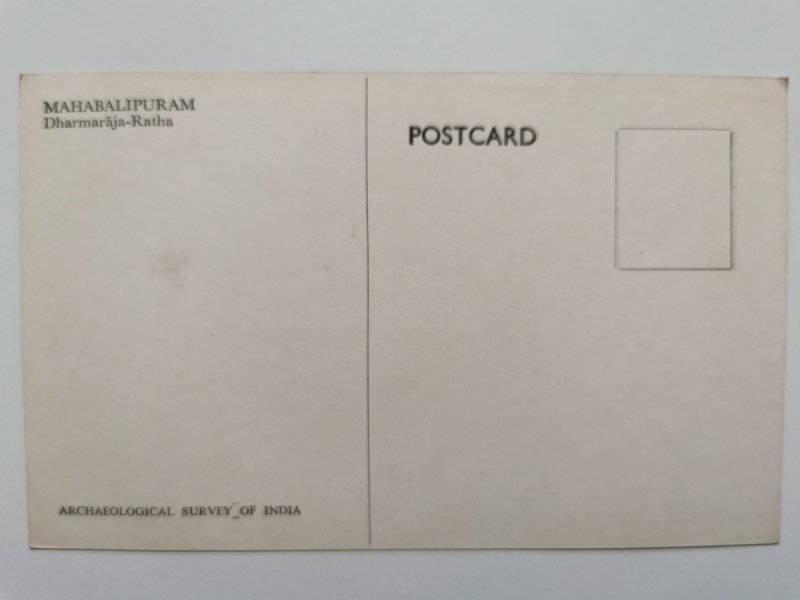 MAHABALIPURAM
Dharmarāja-Ratha
POSTCARD
ARCHAEOLOGICAL SURVEY OF INDIA